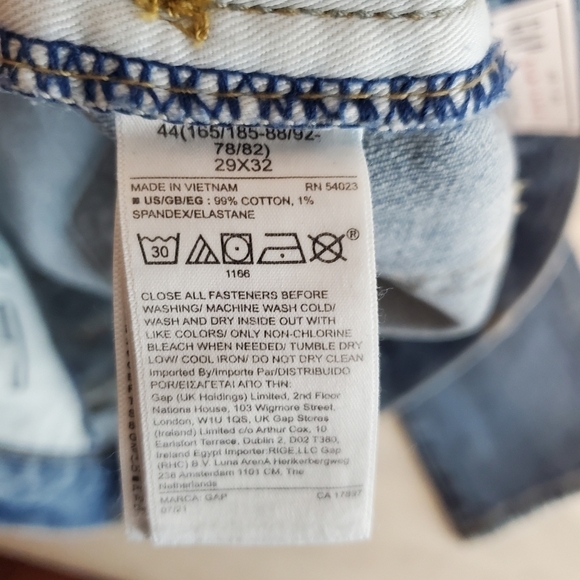 44(165/185-88/92-
78/82)
29X32
MADE IN VIETNAM RN 54023
■ US/GB/EG : 99% COTTON, 1%
SPANDEX/ELASTANE
30 ®
1166
CLOSE ALL FASTENERS BEFORE
WASHING/ MACHINE WASH COLD/
WASH AND DRY INSIDE OUT WITH
LIKE COLORS/ ONLY NON-CHLORINE
BLEACH WHEN NEEDED/ TUMBLE DRY
LOW/ COOL IRON/ DO NOT DRY CLEAN
Imported By/Importe Par/DISTRIBUIDO
POR/ΕΙΣΑΓΕΤΑΙ ΑΠΟ ΤΗΝ:
Gap (UK Holdings) Limited, 2nd Floor
Nations House, 103 Wigmore Street,
London, W1U 1QS, UK Gap Stores
(Ireland) Limited c/o Arthur Cox, 10
Earlsfort Terrace, Dublin 2, D02 T380,
Ireland Egypt Importer:RIGE,LLC Gap
(RHC) B.V. Luna ArenA Herikerbergweg
238 Amsterdam 1101 CM, The
Netherlands
MARCA: GAP CA 17897
07/21